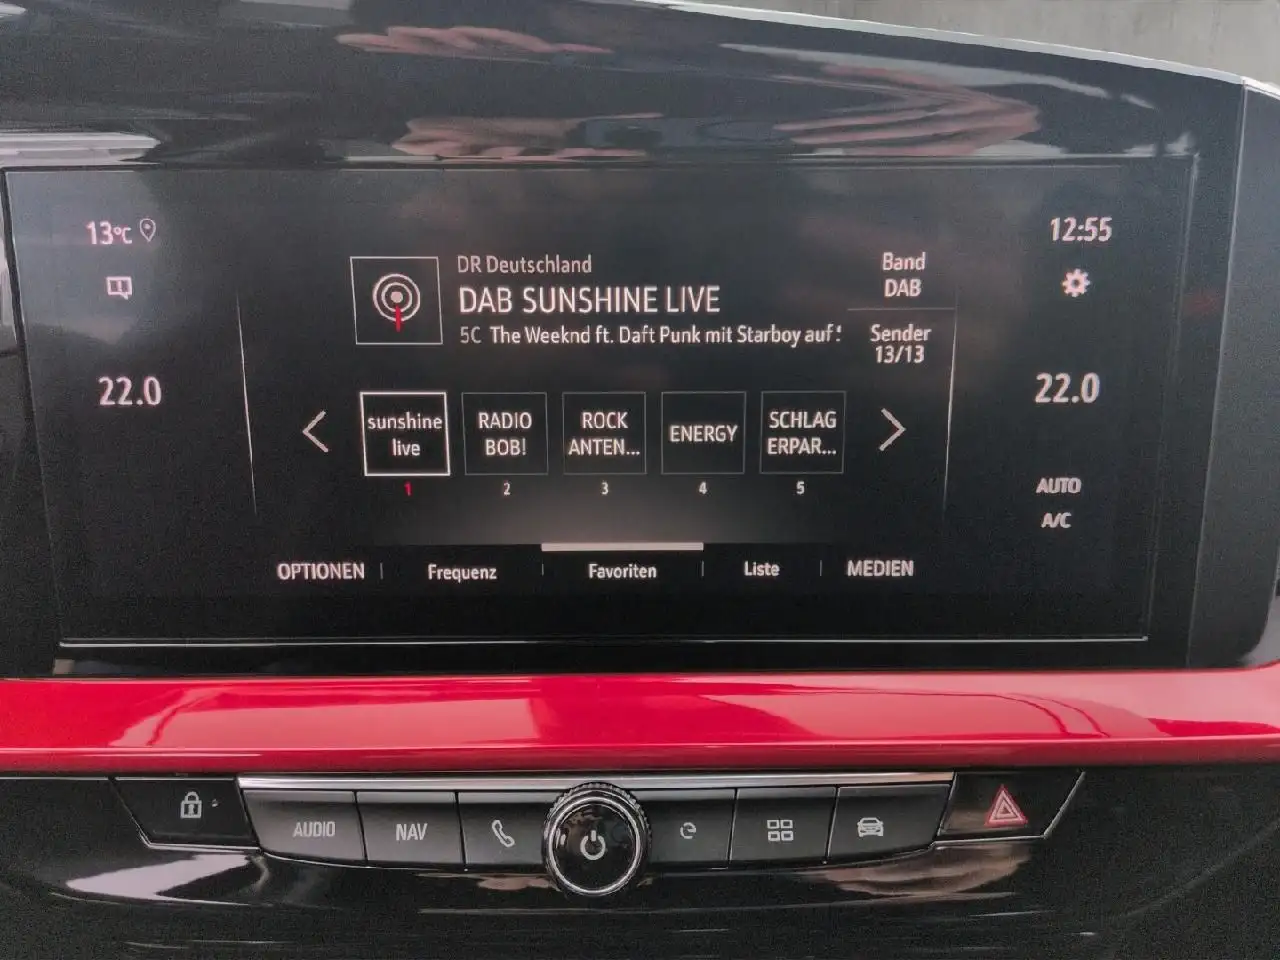 13°C
12:55
DR Deutschland
Band
DAB
DAB SUNSHINE LIVE
5C The Weeknd ft. Daft Punk mit Starboy auf
Sender
13/13
22.0
22.0
sunshine
live
RADIO
BOB!
ROCK
ANTEN...
ENERGY
SCHLAG
ERPAR...
1
2
3
4
5
AUTO
A/C
OPTIONEN
Frequenz
Favoriten
Liste
MEDIEN
AUDIO
NAV